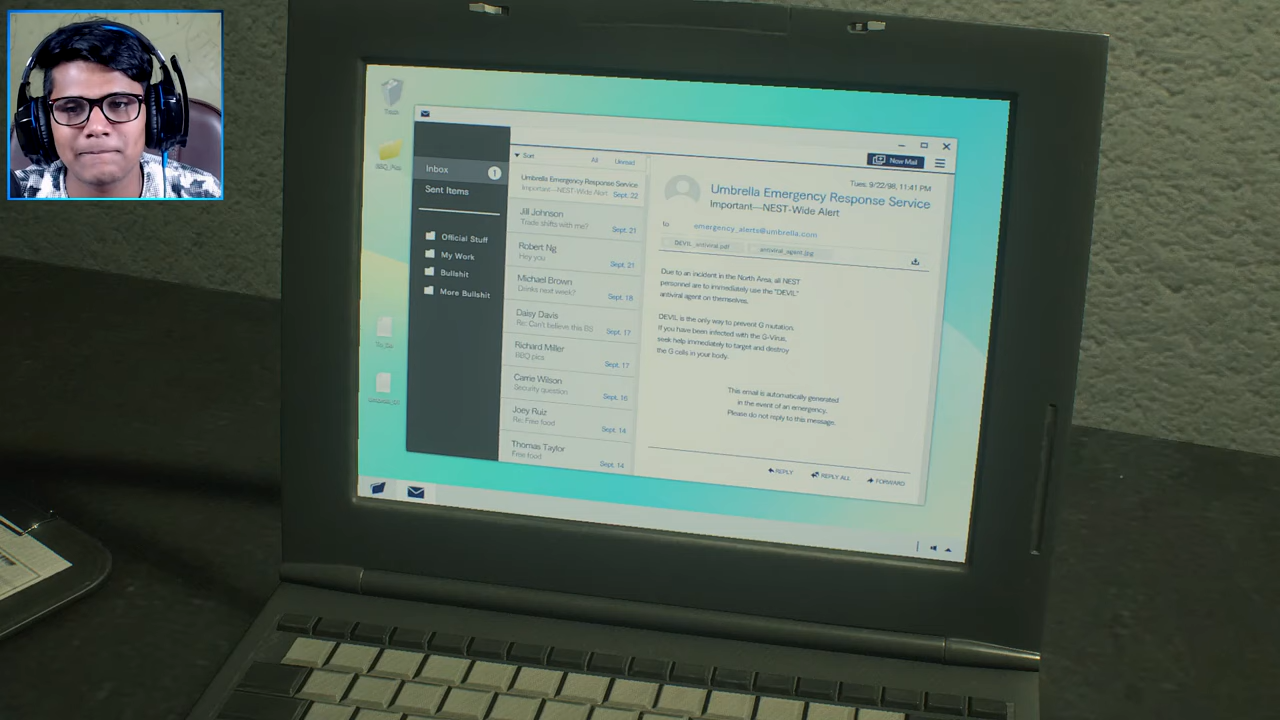 Inbox
1
Sent Items
Official Stuff
My Work
Bullshit
More Bullshit
Sort All Unread
Umbrella Emergency Response Service
Important—NEST-Wide Alert Sept. 22
Jill Johnson
Trade shifts with me? Sept. 21
Robert Ng
Hey you Sept. 21
Michael Brown
Drinks next week? Sept. 18
Daisy Davis
Re: Can't believe this BS Sept. 17
Richard Miller
BBQ pics Sept. 17
Carrie Wilson
Security question Sept. 16
Joey Ruiz
Re: Free food Sept. 14
Thomas Taylor
Free food Sept. 14
New Mail
Tues. 9/22/98, 11:41 PM
Umbrella Emergency Response Service
Important—NEST-Wide Alert
to emergency_alerts@umbrella.com
DEVIL_antiviral.pdf antiviral_agent.jpg
Due to an incident in the North Area, all NEST
personnel are to immediately use the "DEVIL"
antiviral agent on themselves.
DEVIL is the only way to prevent G mutation.
If you have been infected with the G-Virus,
seek help immediately to target and destroy
the G cells in your body.
This email is automatically generated
in the event of an emergency.
Please do not reply to this message.
REPLY REPLY ALL FORWARD